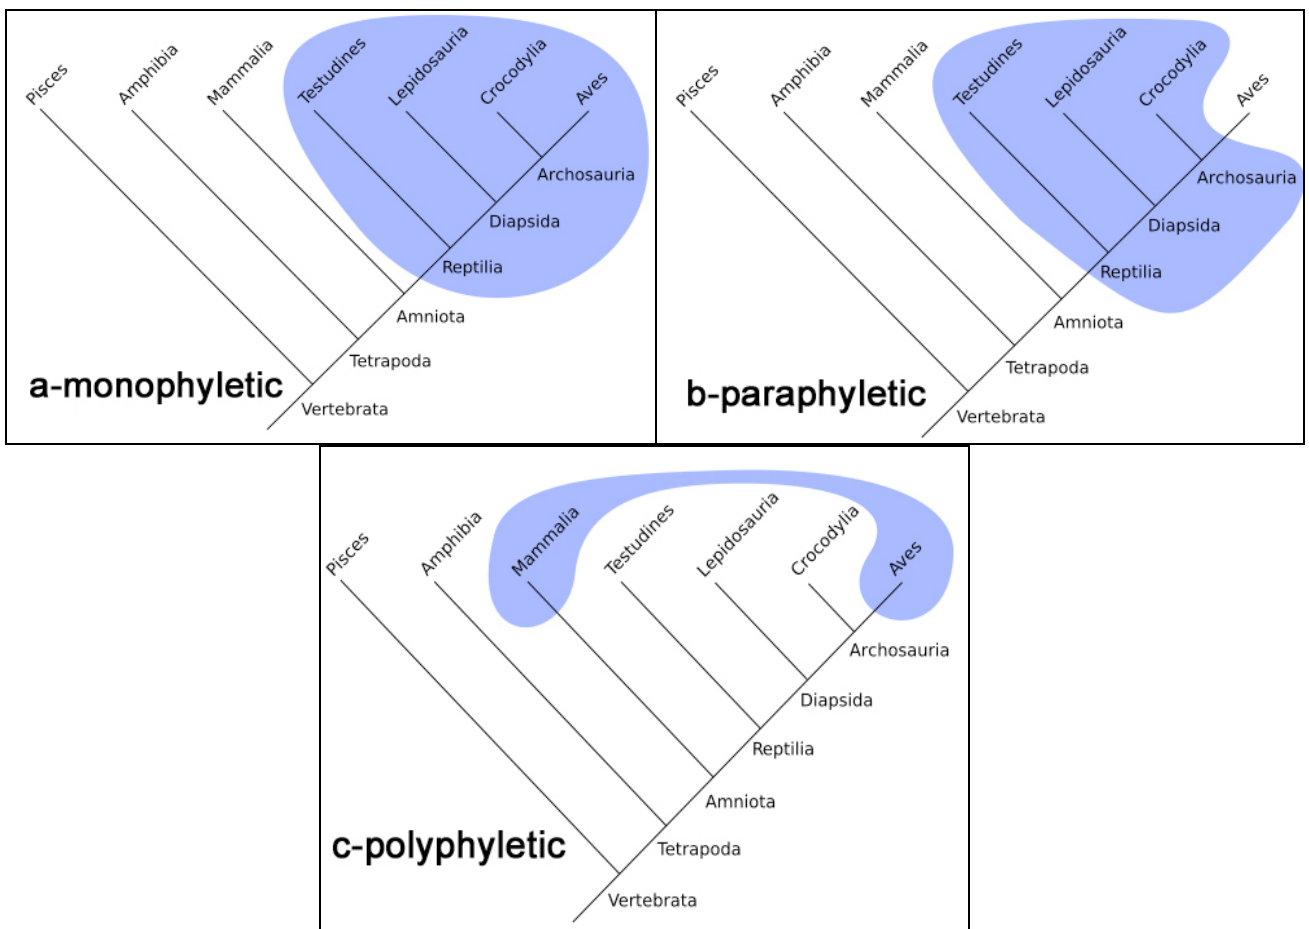 Pisces
Amphibia
Mammalia
Testudines
Lepidosauria
Crocodylia
Aves
Archosauria
Diapsida
Reptilia
Amniota
Tetrapoda
Vertebrata
a-monophyletic
Pisces
Amphibia
Mammalia
Testudines
Lepidosauria
Crocodylia
Aves
Archosauria
Diapsida
Reptilia
Amniota
Tetrapoda
Vertebrata
b-paraphyletic
Pisces
Amphibia
Mammalia
Testudines
Lepidosauria
Crocodylia
Aves
Archosauria
Diapsida
Reptilia
Amniota
Tetrapoda
Vertebrata
c-polyphyletic